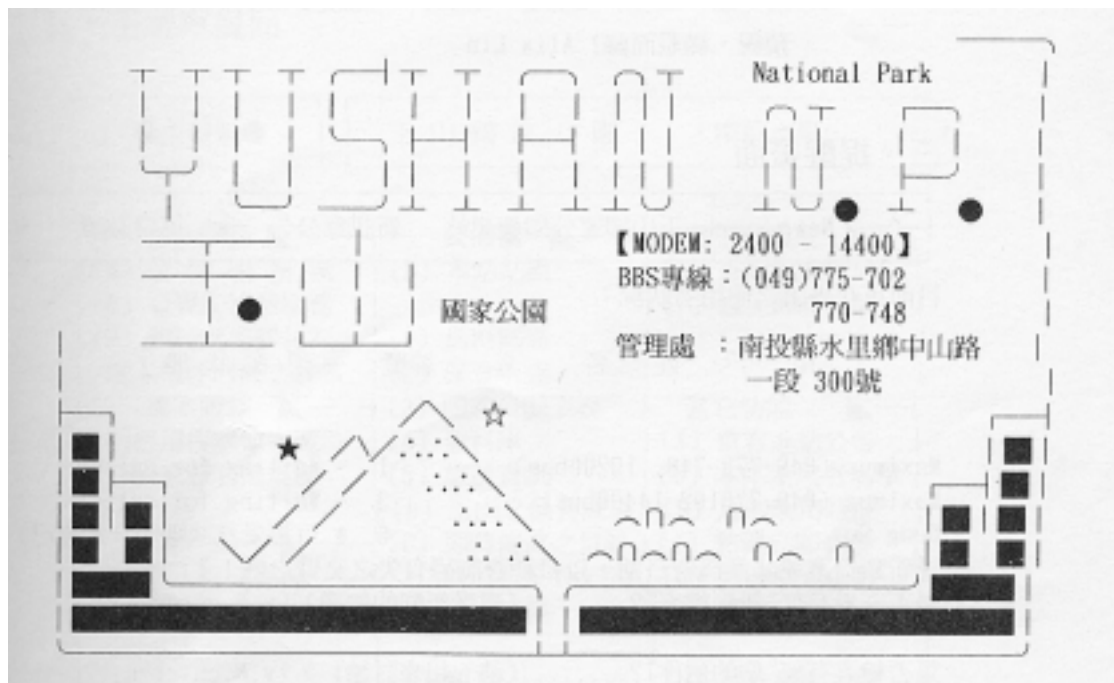 YUSHAN
National Park
N. P.
【MODEM: 2400 - 14400】
BBS專線：(049)775-702
770-748
玉山 國家公園
管理處 ：南投縣水里鄉中山路
一段 300號